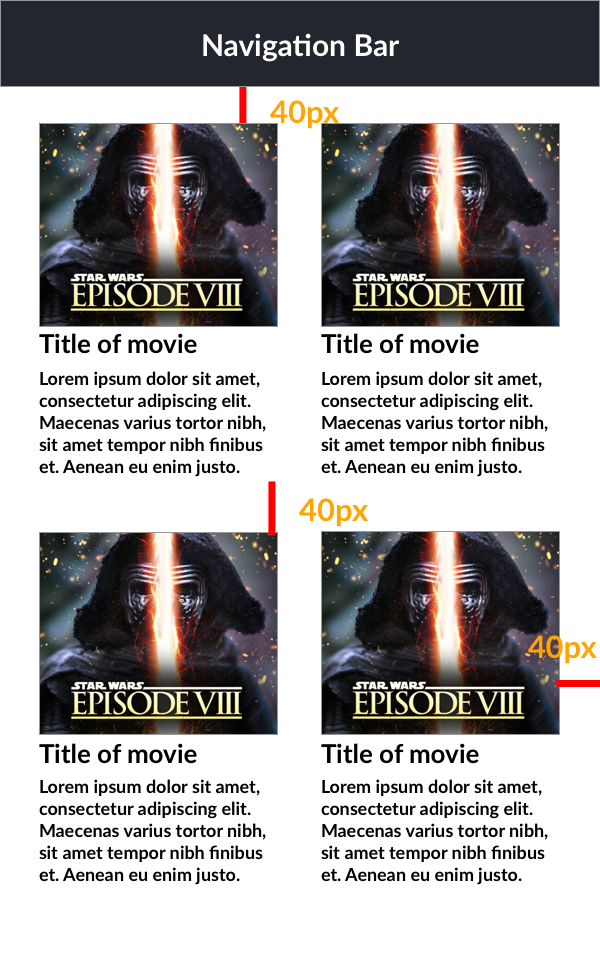 Navigation Bar
40px
STAR WARS
EPISODE VIII
STAR WARS
EPISODE VIII
Title of movie
Lorem ipsum dolor sit amet,
consectetur adipiscing elit.
Maecenas varius tortor nibh,
sit amet tempor nibh finibus
et. Aenean eu enim justo.
Title of movie
Lorem ipsum dolor sit amet,
consectetur adipiscing elit.
Maecenas varius tortor nibh,
sit amet tempor nibh finibus
et. Aenean eu enim justo.
40px
STAR WARS
EPISODE VIII
40px
STAR WARS
EPISODE VIII
Title of movie
Lorem ipsum dolor sit amet,
consectetur adipiscing elit.
Maecenas varius tortor nibh,
sit amet tempor nibh finibus
et. Aenean eu enim justo.
Title of movie
Lorem ipsum dolor sit amet,
consectetur adipiscing elit.
Maecenas varius tortor nibh,
sit amet tempor nibh finibus
et. Aenean eu enim justo.